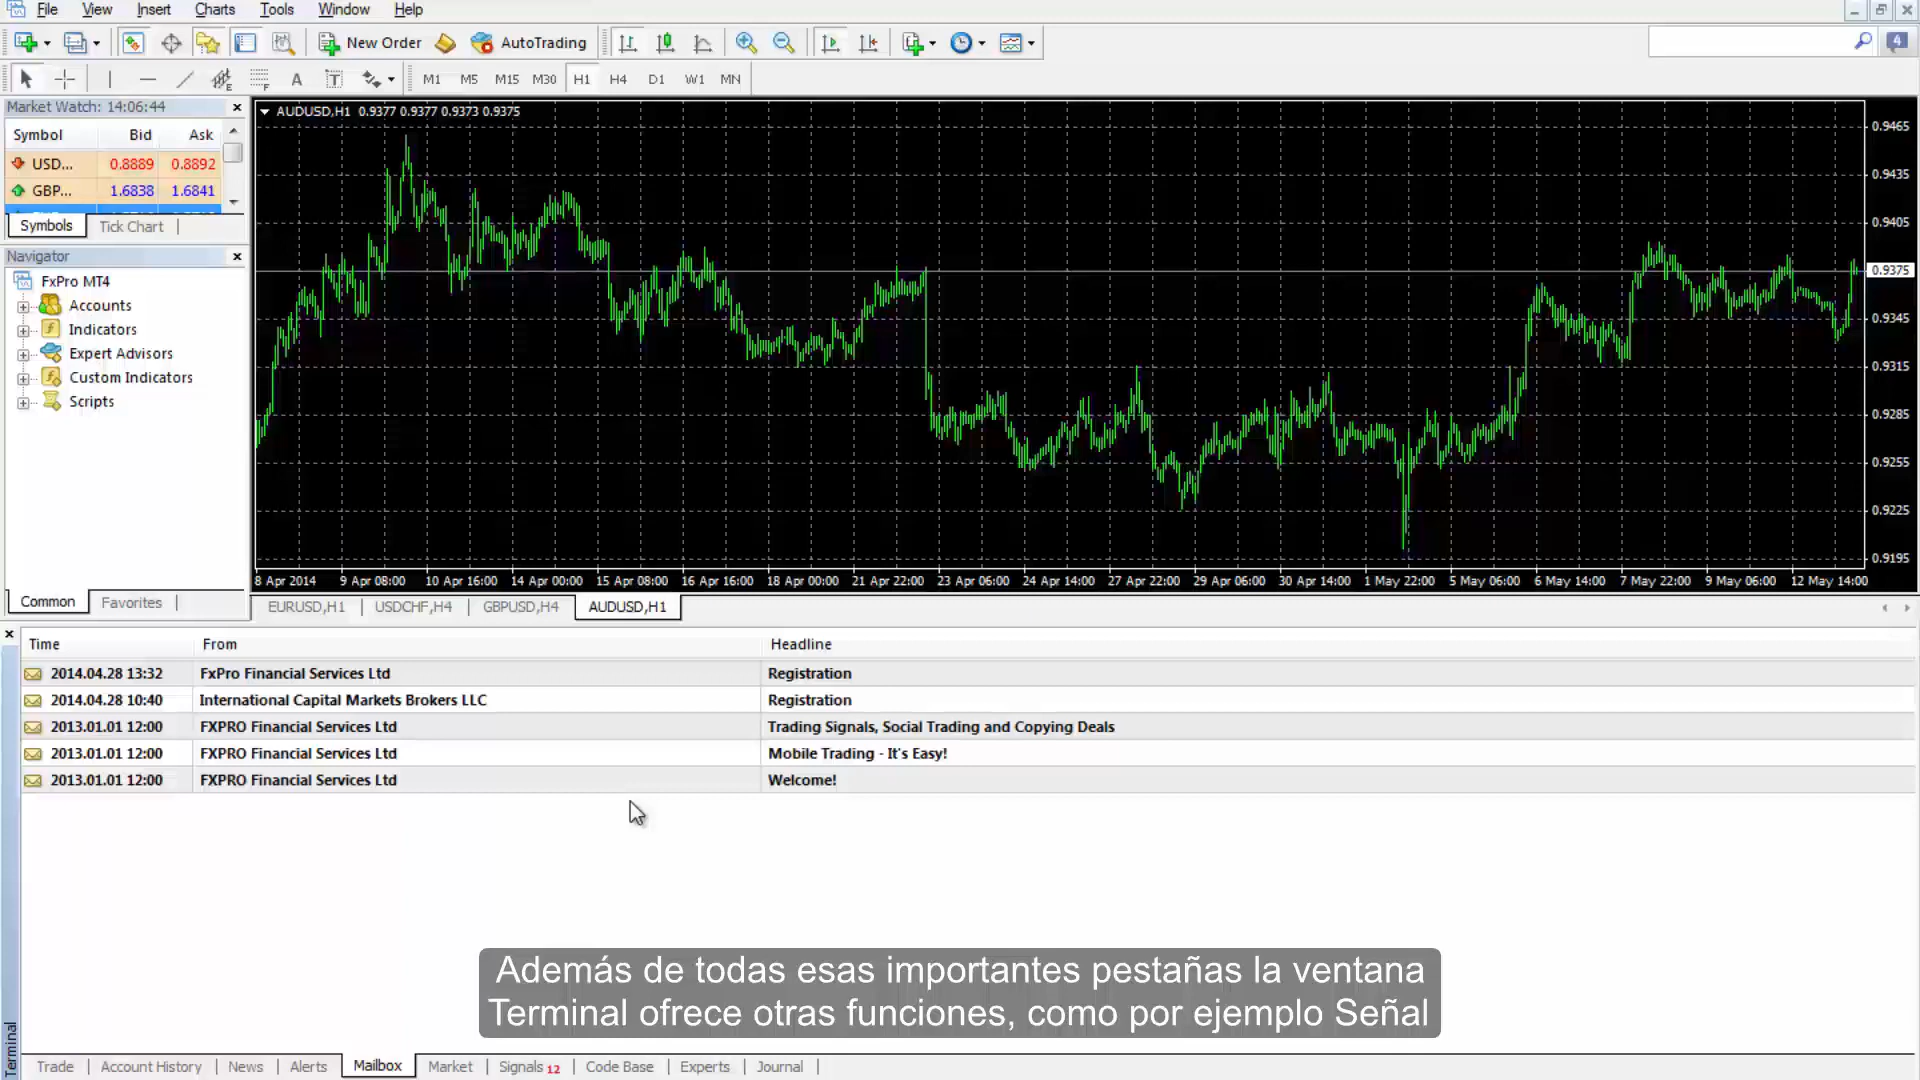 File View Insert Charts Tools Window Help
New Order AutoTrading 4
A T M1 M5 M15 M30 H1 H4 D1 W1 MN
Market Watch: 14:06:44
Symbol Bid Ask
USD... 0.8889 0.8892
GBP... 1.6838 1.6841
Symbols Tick Chart
Navigator
FxPro MT4
Accounts
Indicators
Expert Advisors
Custom Indicators
Scripts
Common Favorites
AUDUSD,H1 0.9377 0.9377 0.9373 0.9375
0.9465
0.9435
0.9405
0.9375
0.9345
0.9315
0.9285
0.9255
0.9225
0.9195
8 Apr 2014 9 Apr 08:00 10 Apr 16:00 14 Apr 00:00 15 Apr 08:00 16 Apr 16:00 18 Apr 00:00 21 Apr 22:00 23 Apr 06:00 24 Apr 14:00 27 Apr 22:00 29 Apr 06:00 30 Apr 14:00 1 May 22:00 5 May 06:00 6 May 14:00 7 May 22:00 9 May 06:00 12 May 14:00
EURUSD,H1 USDCHF,H4 GBPUSD,H4 AUDUSD,H1
Time From Headline
2014.04.28 13:32 FxPro Financial Services Ltd Registration
2014.04.28 10:40 International Capital Markets Brokers LLC Registration
2013.01.01 12:00 FXPRO Financial Services Ltd Trading Signals, Social Trading and Copying Deals
2013.01.01 12:00 FXPRO Financial Services Ltd Mobile Trading - It's Easy!
2013.01.01 12:00 FXPRO Financial Services Ltd Welcome!
Además de todas esas importantes pestañas la ventana
Terminal ofrece otras funciones, como por ejemplo Señal
Terminal
Trade Account History News Alerts Mailbox Market Signals 12 Code Base Experts Journal